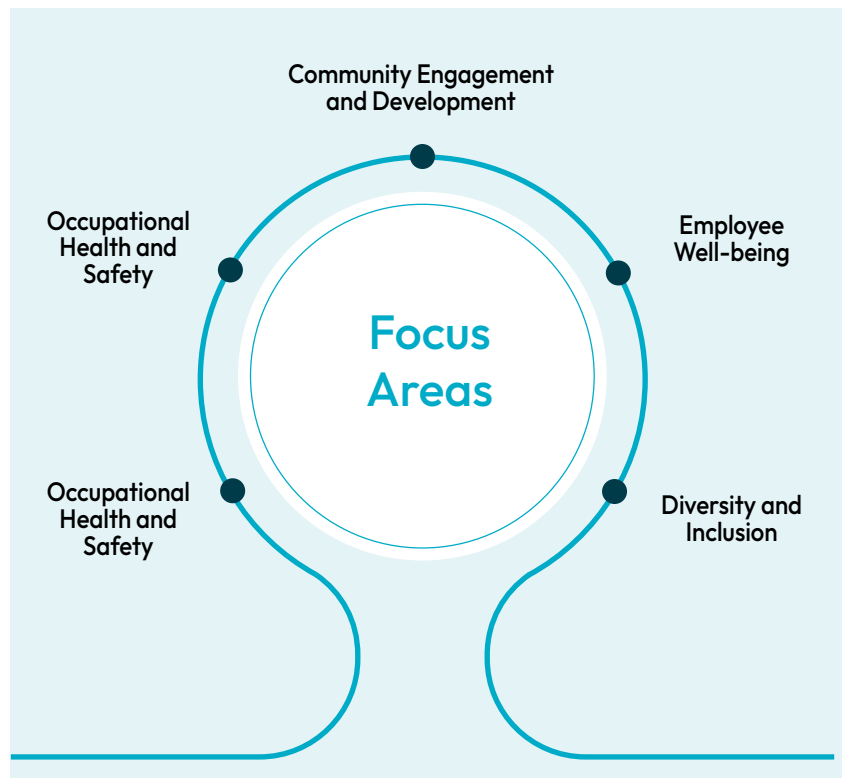 Community Engagement
and Development
Occupational
Health and
Safety
Employee
Well-being
Focus
Areas
Occupational
Health and
Safety
Diversity and
Inclusion